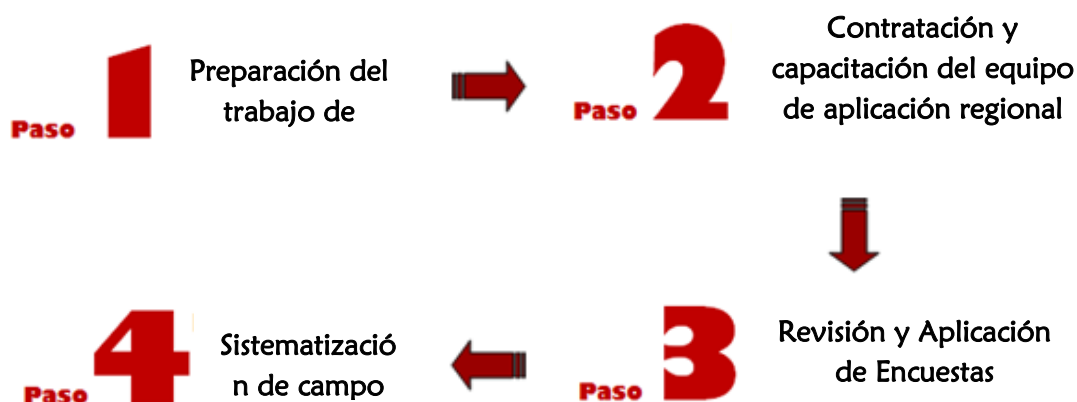 Paso 1
Preparación del
trabajo de
Paso 2
Contratación y
capacitación del equipo
de aplicación regional
Paso 3
Revisión y Aplicación
de Encuestas
Paso 4
Sistematizació
n de campo